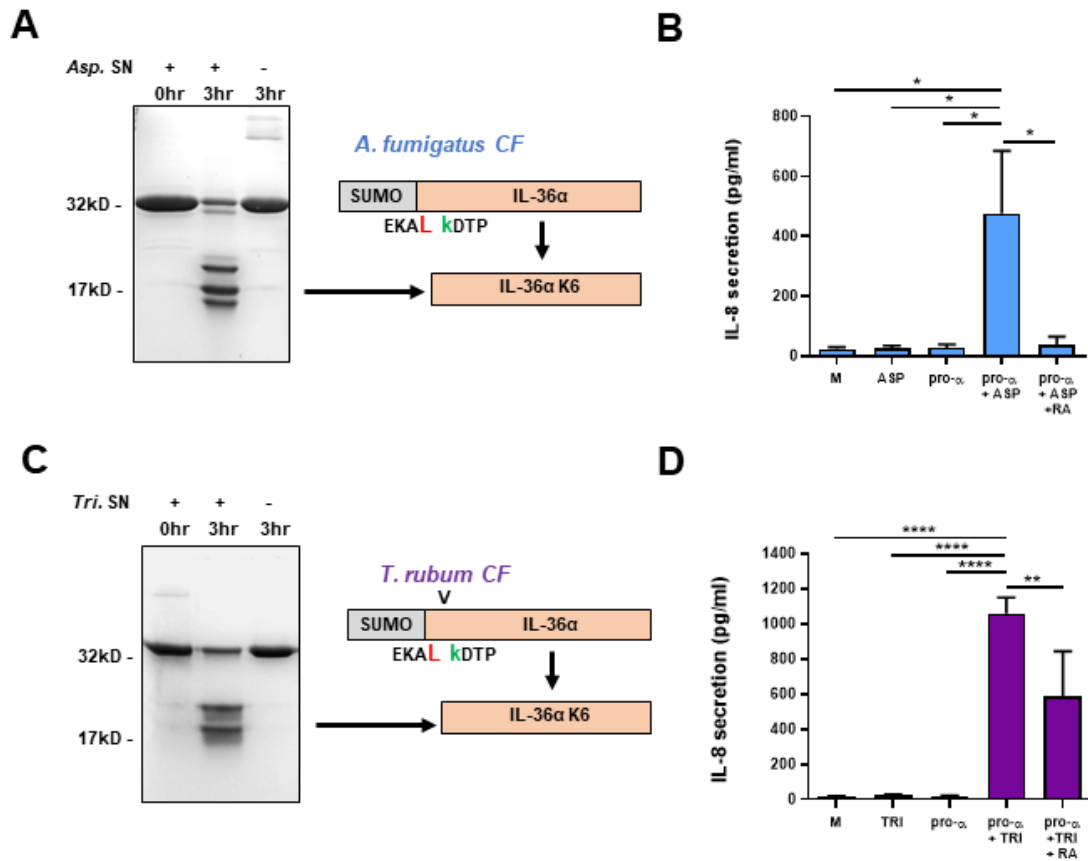 A
Asp. SN + + -
0hr 3hr 3hr
32kD -
17kD -
A. fumigatus CF
SUMO IL-36α
EKAL kDTP
IL-36α K6
B
IL-8 secretion (pg/ml)
800
600
400
200
0
* * * *
M ASP pro-α pro-α + ASP pro-α + ASP +RA
C
Tri. SN + + -
0hr 3hr 3hr
32kD -
17kD -
T. rubum CF
v
SUMO IL-36α
EKAL kDTP
IL-36α K6
D
IL-8 secretion (pg/ml)
1400
1200
1000
800
600
400
200
0
****
****
**** **
M TRI pro-α pro-α + TRI pro-α +TRI + RA